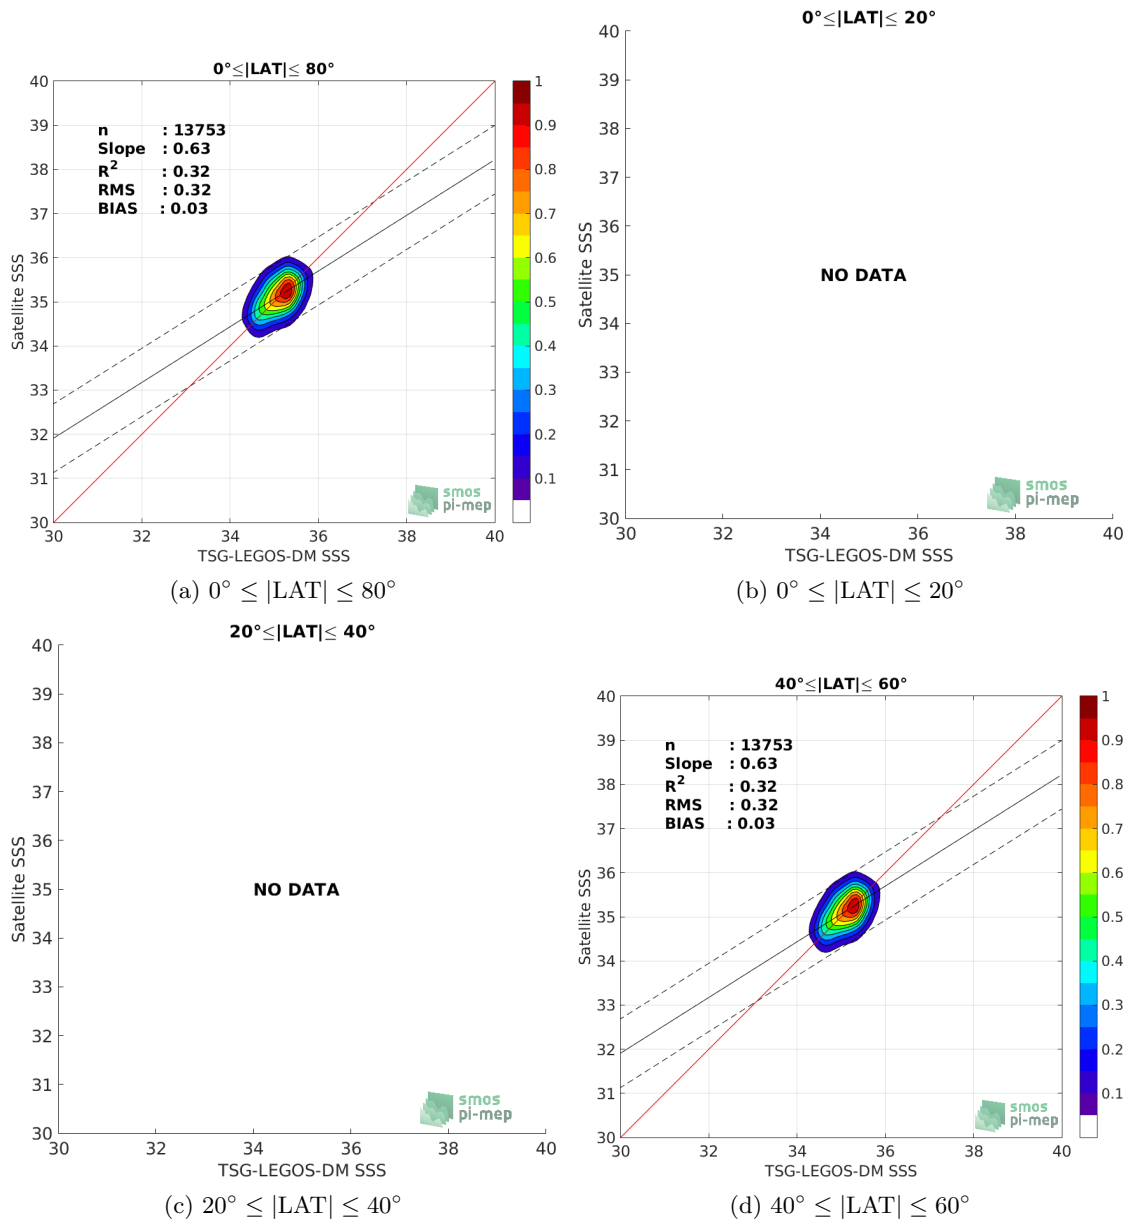 0°≤|LAT|≤ 80°
40
39
38
37
36
35
34
33
32
31
30
Satellite SSS
n : 13753
Slope : 0.63
R² : 0.32
RMS : 0.32
BIAS : 0.03
smos
pi-mep
30 32 34 36 38 40
TSG-LEGOS-DM SSS
1
0.9
0.8
0.7
0.6
0.5
0.4
0.3
0.2
0.1
(a) 0° ≤ |LAT| ≤ 80°
0°≤|LAT|≤ 20°
40
39
38
37
36
35
34
33
32
31
30
Satellite SSS
NO DATA
smos
pi-mep
30 32 34 36 38 40
TSG-LEGOS-DM SSS
(b) 0° ≤ |LAT| ≤ 20°
20°≤|LAT|≤ 40°
40
39
38
37
36
35
34
33
32
31
30
Satellite SSS
NO DATA
smos
pi-mep
30 32 34 36 38 40
TSG-LEGOS-DM SSS
(c) 20° ≤ |LAT| ≤ 40°
40°≤|LAT|≤ 60°
40
39
38
37
36
35
34
33
32
31
30
Satellite SSS
n : 13753
Slope : 0.63
R² : 0.32
RMS : 0.32
BIAS : 0.03
smos
pi-mep
30 32 34 36 38 40
TSG-LEGOS-DM SSS
1
0.9
0.8
0.7
0.6
0.5
0.4
0.3
0.2
0.1
(d) 40° ≤ |LAT| ≤ 60°